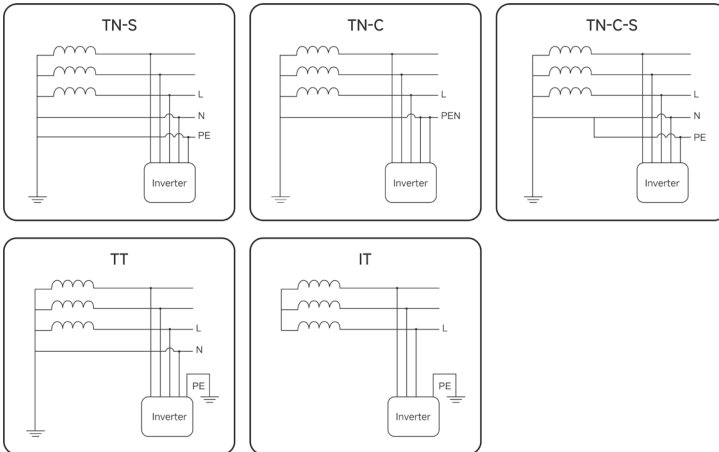 TN-S
L
N
PE
Inverter
TN-C
L
PEN
Inverter
TN-C-S
L
N
PE
Inverter
TT
L
N
PE
Inverter
IT
L
PE
Inverter